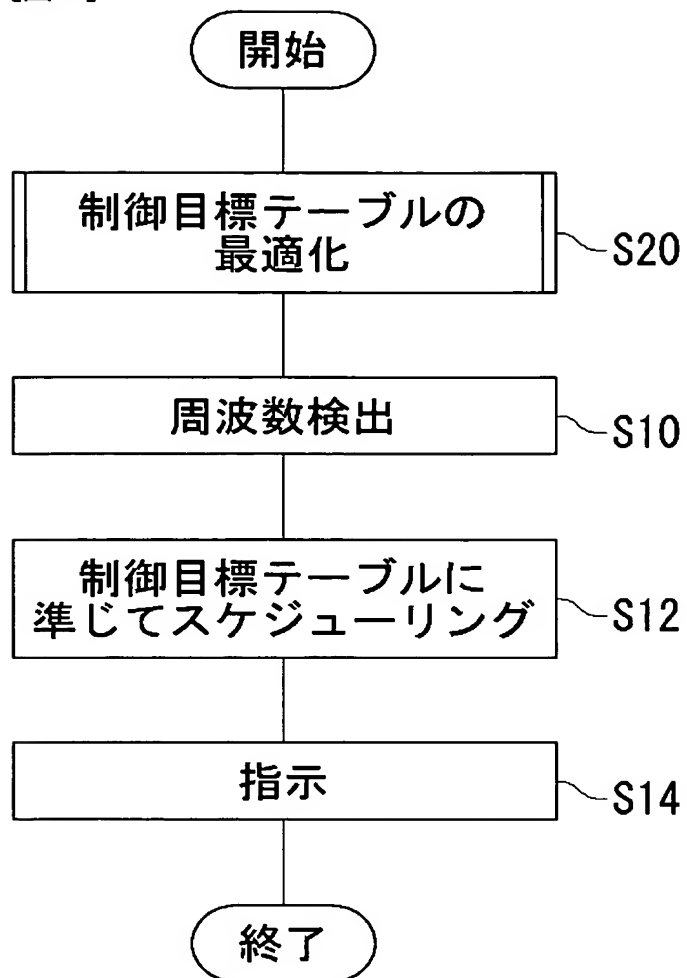 開始
制御目標テーブルの
最適化
S20
周波数検出
S10
制御目標テーブルに
準じてスケジューリング
S12
指示
S14
終了